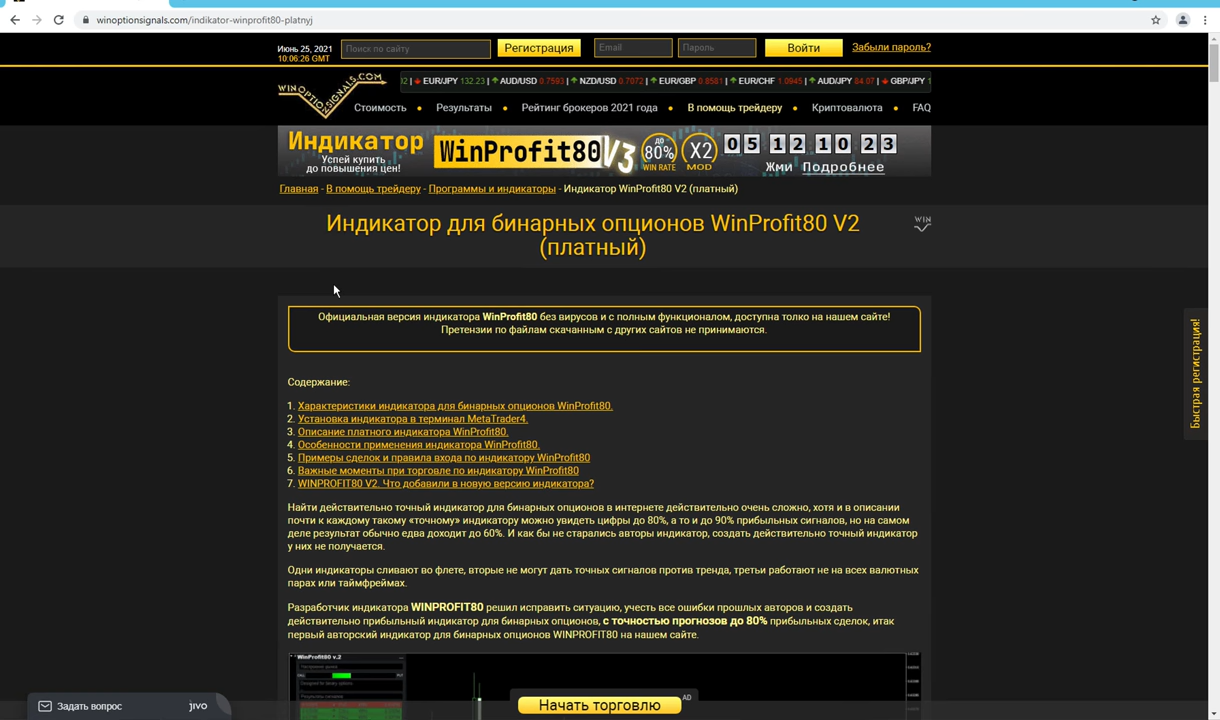 winoptionsignals.com/indikator-winprofit80-platnyj
Июнь 25, 2021
10:06:26 GMT
Поиск по сайту
Регистрация
Email
Пароль
Войти
Забыли пароль?
WINOPTIONSIGNALS.COM
EUR/JPY 132.23 | AUD/USD 0.7593 | NZD/USD 0.7072 | EUR/GBP 0.8581 | EUR/CHF 1.0945 | AUD/JPY 84.07 | GBP/JPY 1
Стоимость • Результаты • Рейтинг брокеров 2021 года • В помощь трейдеру • Криптовалюта • FAQ
Индикатор
Успей купить
до повышения цен!
WinProfit80 V3
ДО 80% WIN RATE
X2 MOD
05 12 10 23
Жми Подробнее
Главная - В помощь трейдеру - Программы и индикаторы - Индикатор WinProfit80 V2 (платный)
Индикатор для бинарных опционов WinProfit80 V2
(платный)
WIN
Официальная версия индикатора WinProfit80 без вирусов и с полным функционалом, доступна толко на нашем сайте!
Претензии по файлам скачанным с других сайтов не принимаются.
Быстрая регистрация!
Содержание:
1. Характеристики индикатора для бинарных опционов WinProfit80.
2. Установка индикатора в терминал MetaTrader4.
3. Описание платного индикатора WinProfit80.
4. Особенности применения индикатора WinProfit80.
5. Примеры сделок и правила входа по индикатору WinProfit80
6. Важные моменты при торговле по индикатору WinProfit80
7. WINPROFIT80 V2. Что добавили в новую версию индикатора?
Найти действительно точный индикатор для бинарных опционов в интернете действительно очень сложно, хотя и в описании
почти к каждому такому «точному» индикатору можно увидеть цифры до 80%, а то и до 90% прибыльных сигналов, но на самом
деле результат обычно едва доходит до 60%. И как бы не старались авторы индикатор, создать действительно точный индикатор
у них не получается.
Одни индикаторы сливают во флете, вторые не могут дать точных сигналов против тренда, третьи работают не на всех валютных
парах или таймфреймах.
Разработчик индикатора WINPROFIT80 решил исправить ситуацию, учесть все ошибки прошлых авторов и создать
действительно прибыльный индикатор для бинарных опционов, с точностью прогнозов до 80% прибыльных сделок, итак
первый авторский индикатор для бинарных опционов WINPROFIT80 на нашем сайте.
WinProfit80 v.2
Задать вопрос
jivo
Начать торговлю
AD